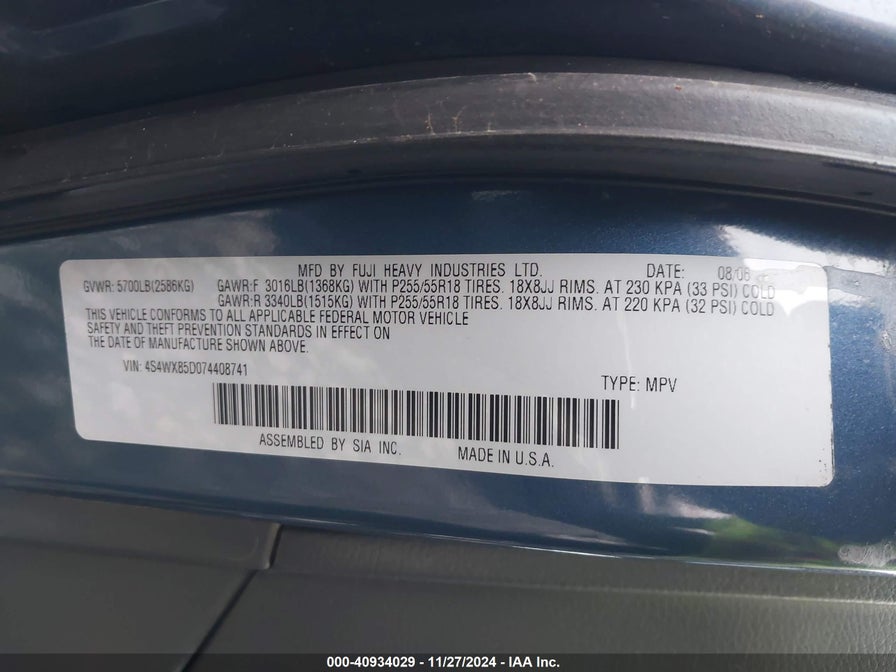 MFD BY FUJI HEAVY INDUSTRIES LTD. DATE: 08/06
GVWR: 5700LB(2586KG) GAWR:F 3016LB(1368KG) WITH P255/55R18 TIRES. 18X8JJ RIMS. AT 230 KPA (33 PSI) COLD
GAWR:R 3340LB(1515KG) WITH P255/55R18 TIRES. 18X8JJ RIMS. AT 220 KPA (32 PSI) COLD
THIS VEHICLE CONFORMS TO ALL APPLICABLE FEDERAL MOTOR VEHICLE
SAFETY AND THEFT PREVENTION STANDARDS IN EFFECT ON
THE DATE OF MANUFACTURE SHOWN ABOVE.
VIN: 4S4WX85D074408741 TYPE: MPV
ASSEMBLED BY SIA INC. MADE IN U.S.A.
000-40934029 - 11/27/2024 - IAA Inc.